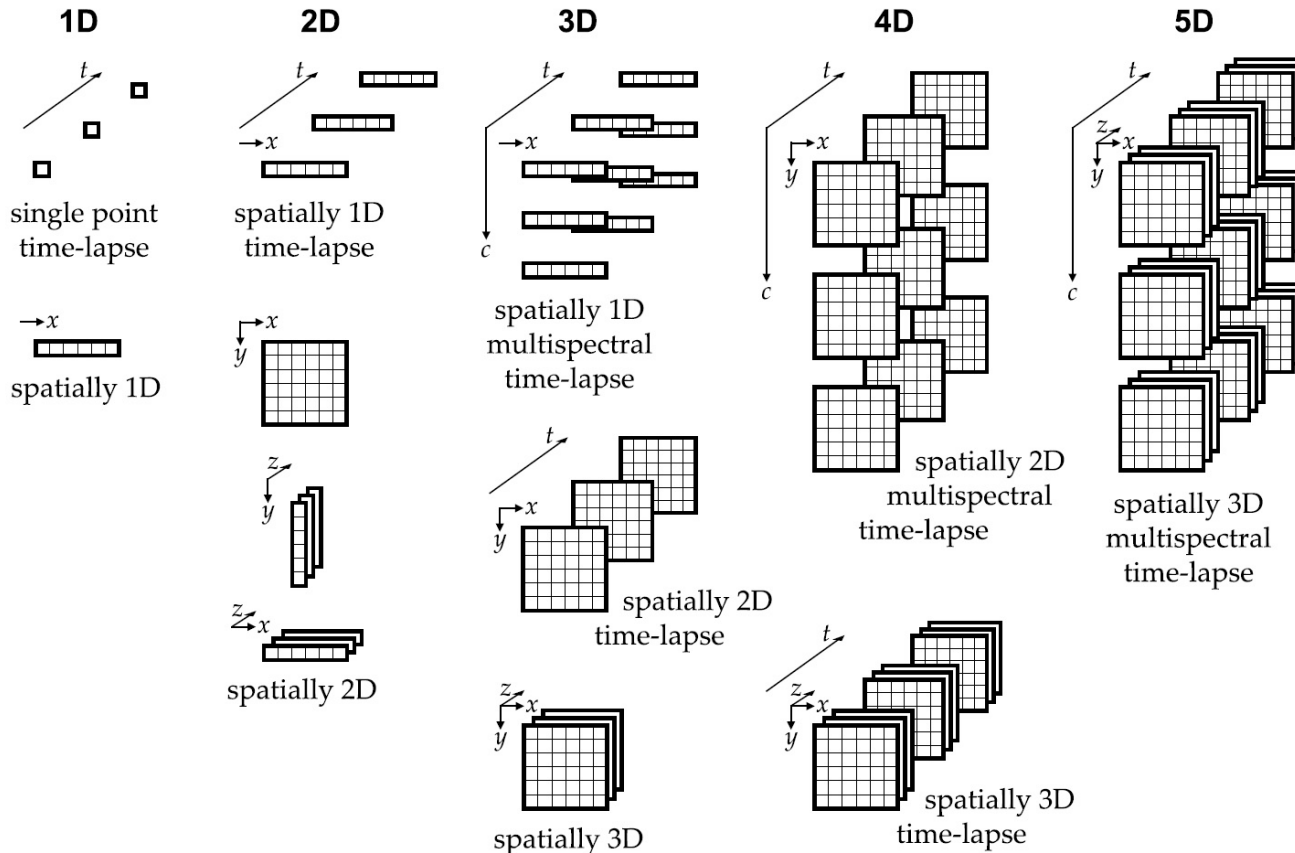 1D
2D
3D
4D
5D
t
single point
time-lapse
x
spatially 1D
t
x
spatially 1D
time-lapse
x
y
z
y
z
x
spatially 2D
t
x
c
spatially 1D
multispectral
time-lapse
t
x
y
spatially 2D
time-lapse
z
x
y
spatially 3D
t
x
y
c
spatially 2D
multispectral
time-lapse
t
z
x
y
spatially 3D
time-lapse
t
z
x
y
c
spatially 3D
multispectral
time-lapse